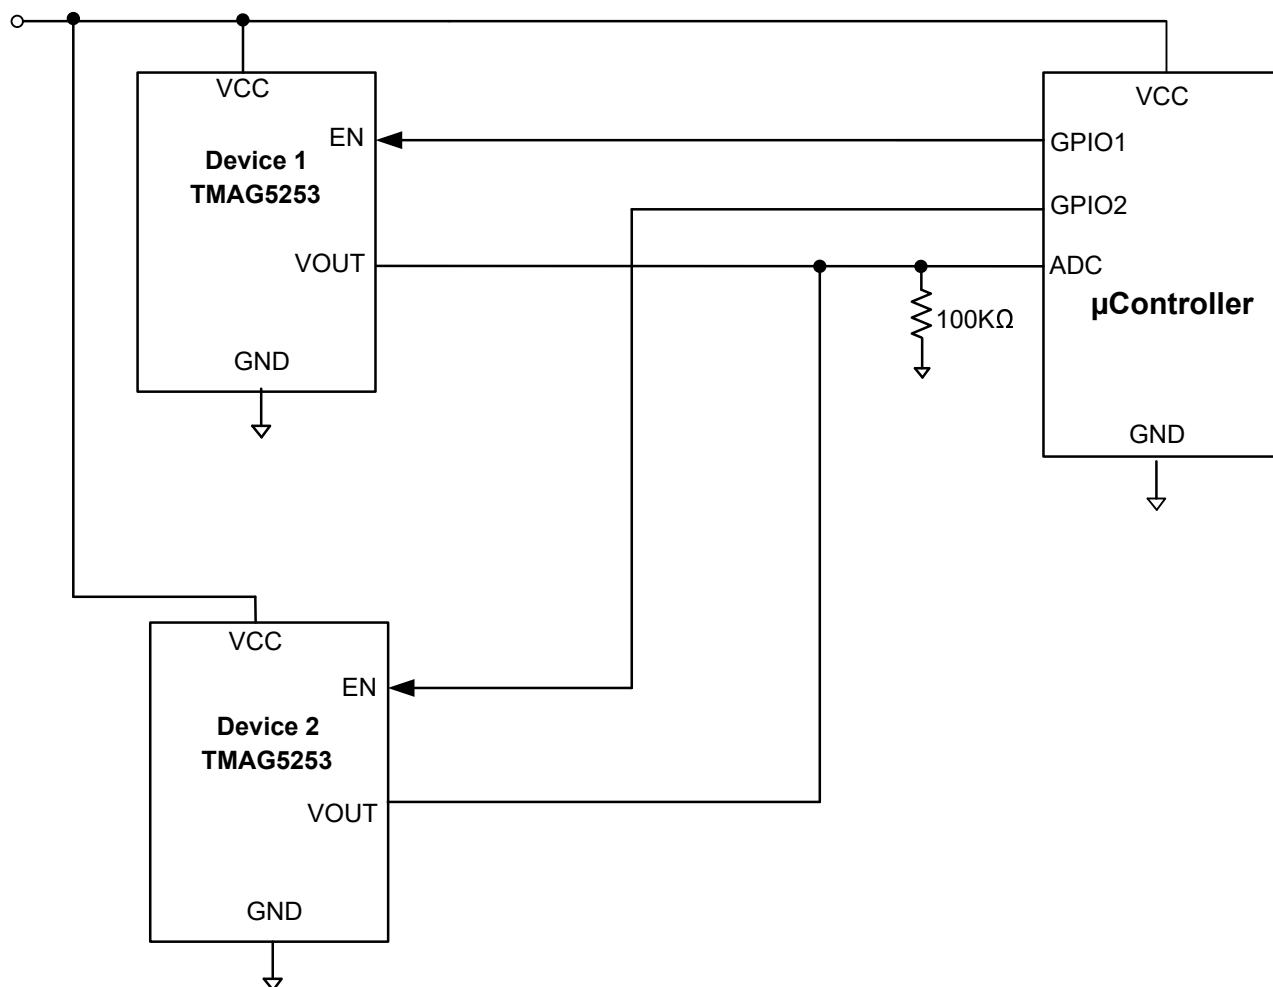 VCC
EN
Device 1
TMAG5253
VOUT
GND
VCC
GPIO1
GPIO2
ADC
µController
100KΩ
GND
VCC
EN
Device 2
TMAG5253
VOUT
GND